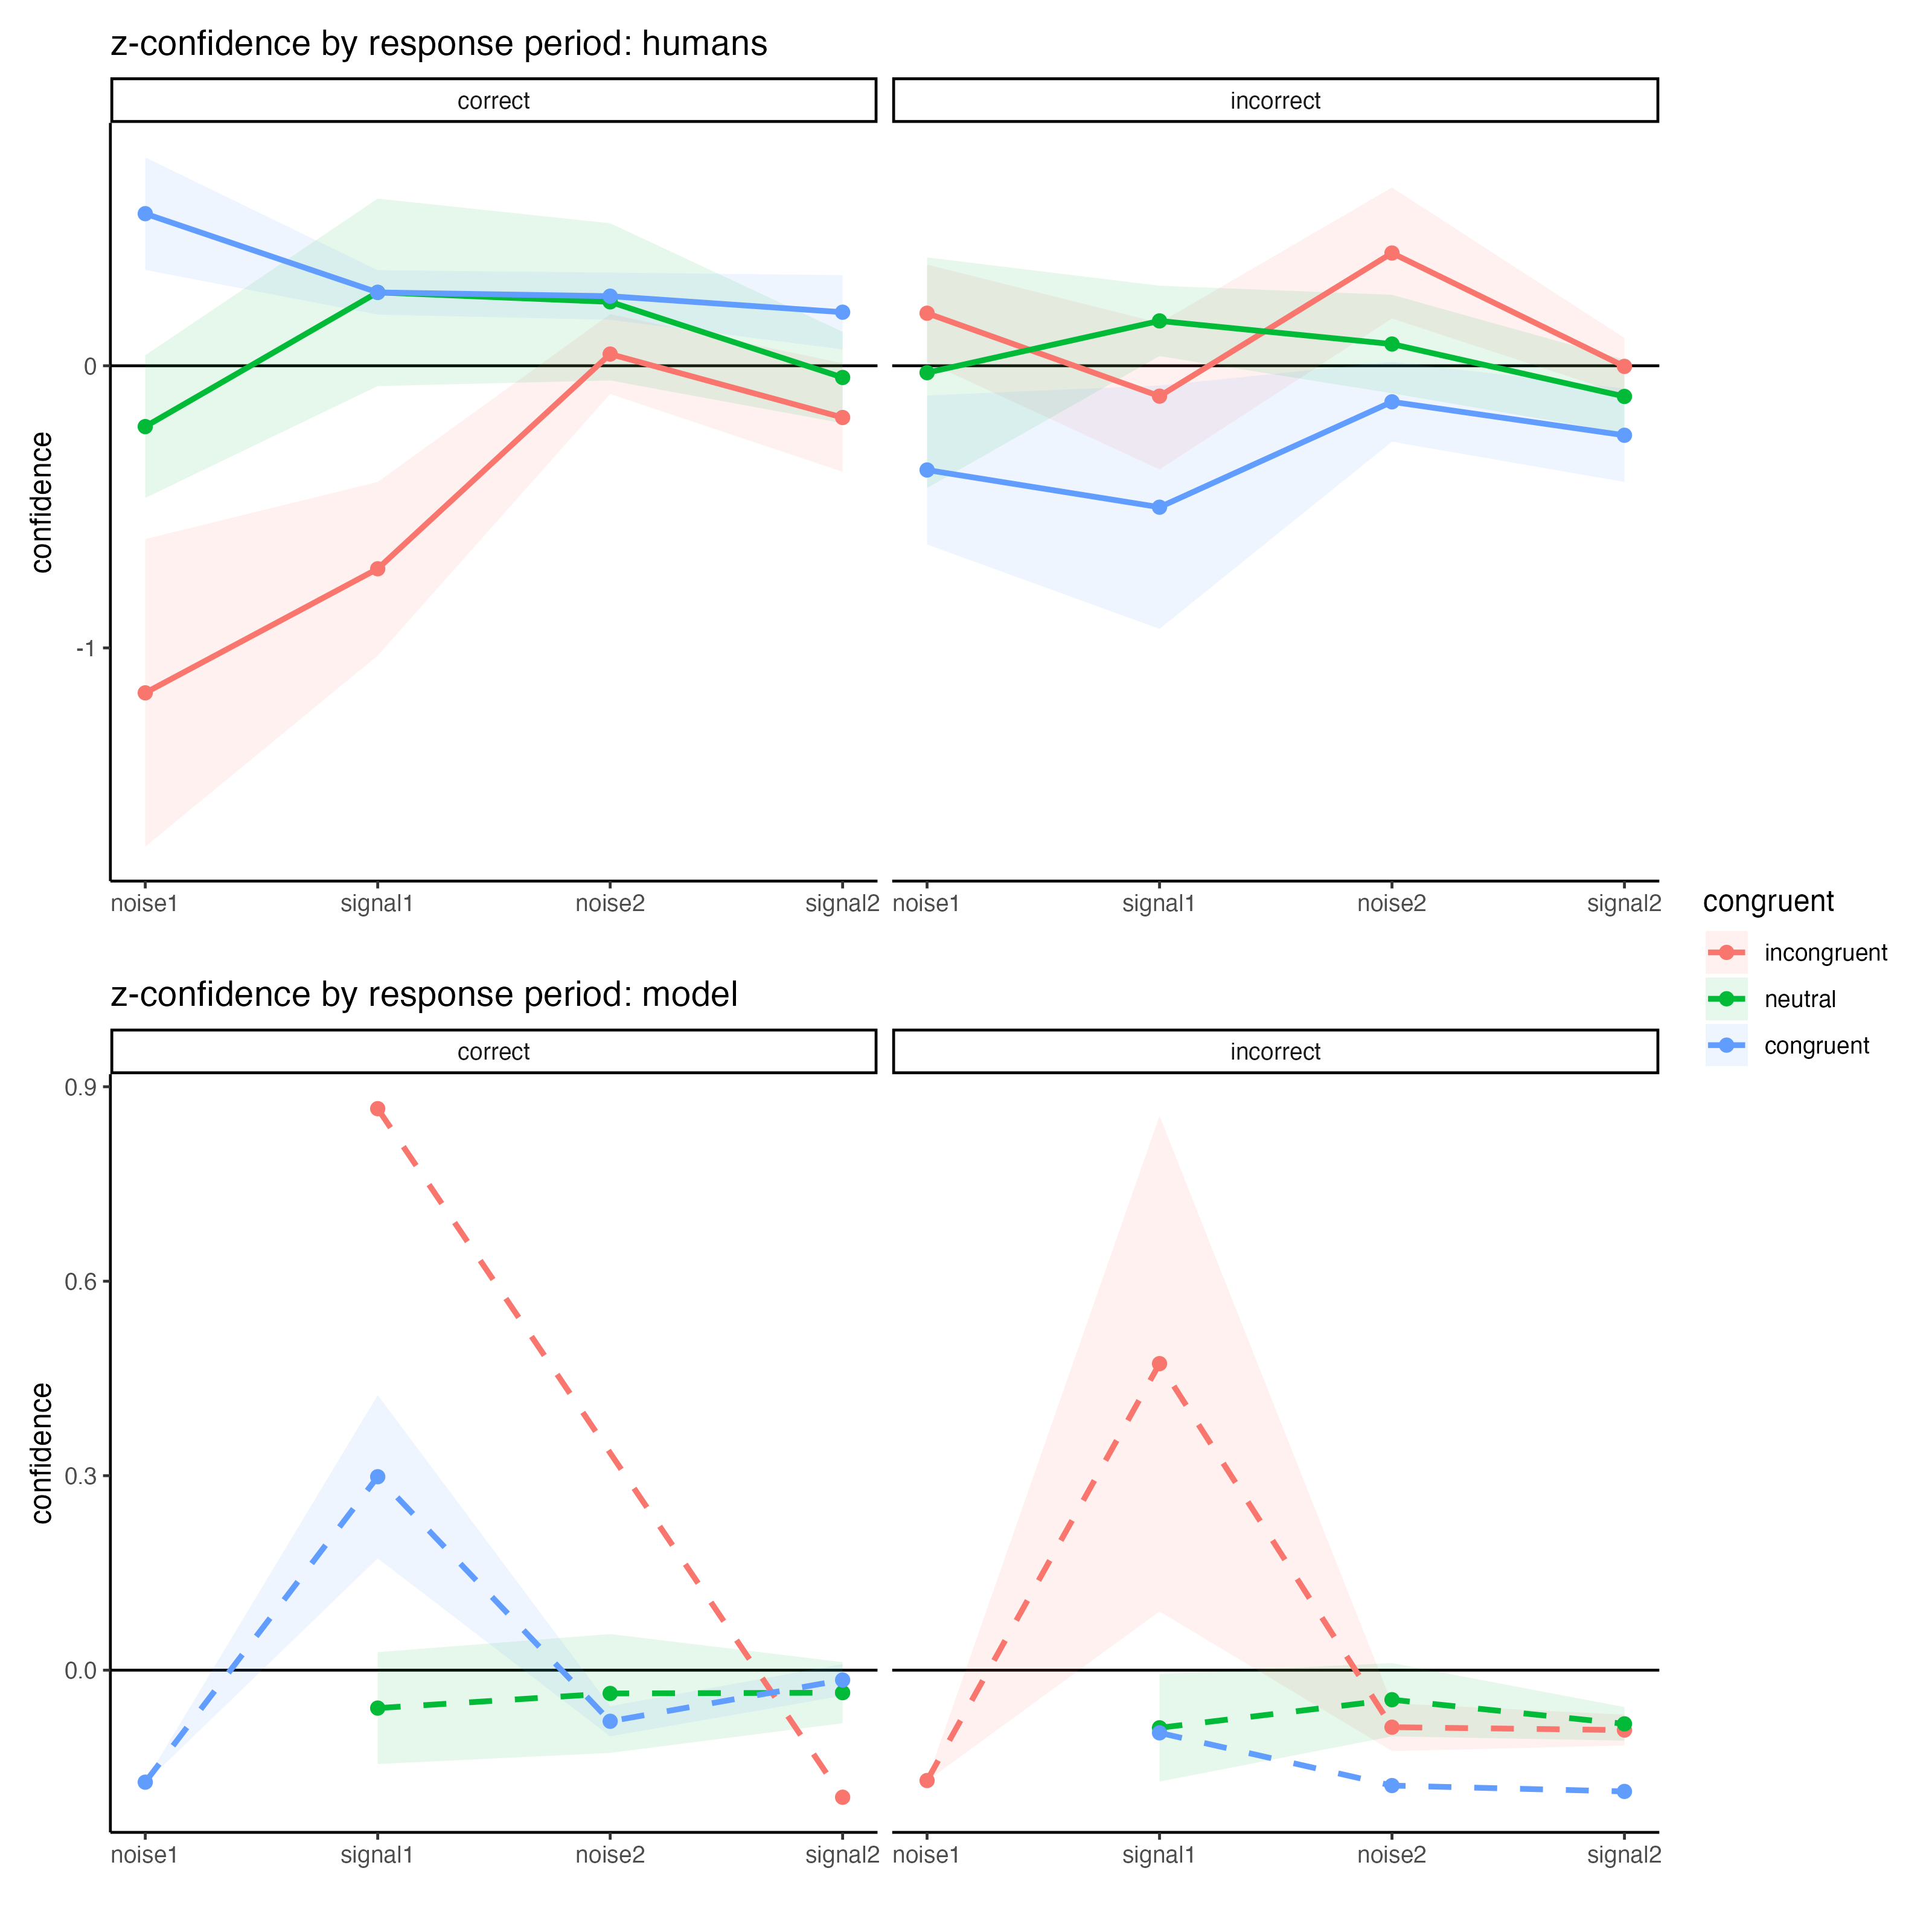 z-confidence by response period: humans
correct
incorrect
confidence
0
-1
noise1 signal1 noise2 signal2
noise1 signal1 noise2 signal2
congruent
incongruent
neutral
congruent
z-confidence by response period: model
correct
incorrect
confidence
0.9
0.6
0.3
0.0
noise1 signal1 noise2 signal2
noise1 signal1 noise2 signal2